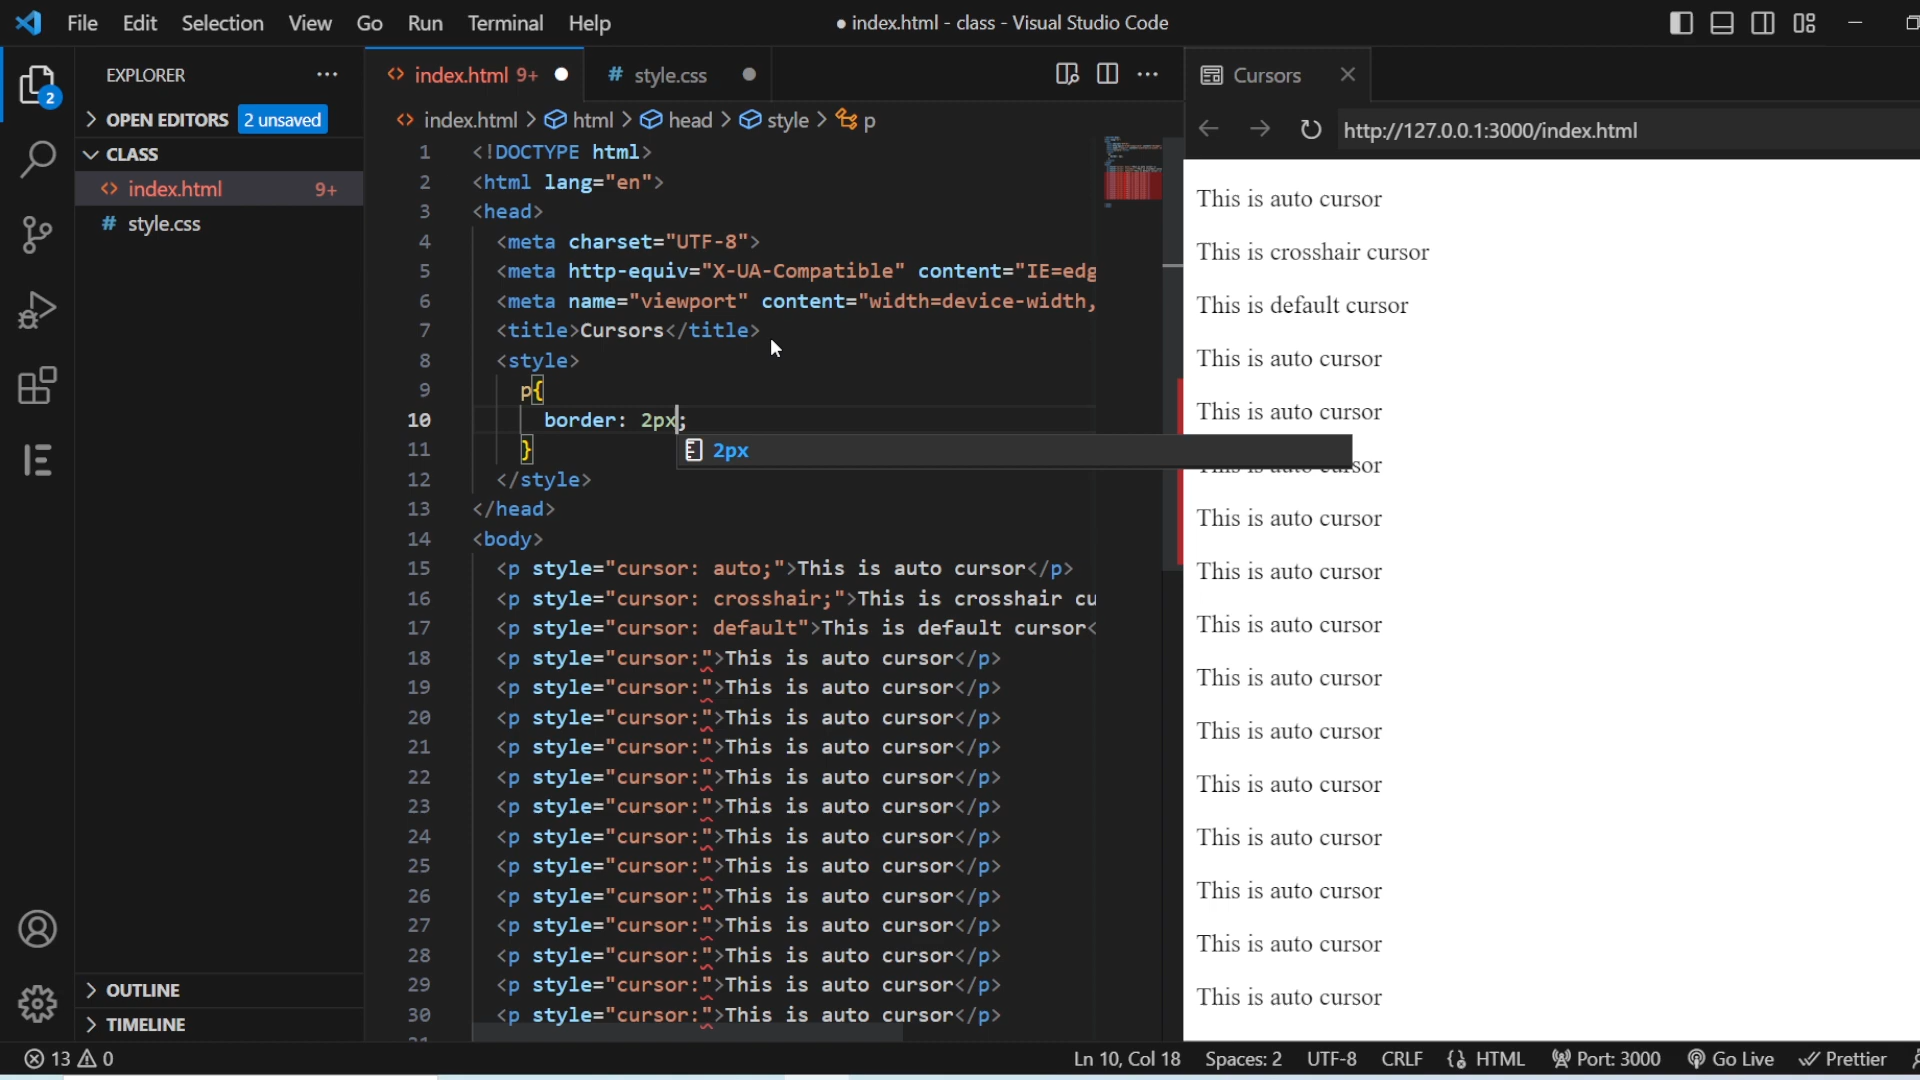 File Edit Selection View Go Run Terminal Help
● index.html - class - Visual Studio Code
EXPLORER ···
OPEN EDITORS 2 unsaved
CLASS
index.html 9+
# style.css
OUTLINE
TIMELINE
2
<> index.html 9+ ●
# style.css ●
<> index.html > html > head > style > p
1 <!DOCTYPE html>
2 <html lang="en">
3 <head>
4 <meta charset="UTF-8">
5 <meta http-equiv="X-UA-Compatible" content="IE=edg
6 <meta name="viewport" content="width=device-width,
7 <title>Cursors</title>
8 <style>
9 p{
10 border: 2px;
2px
11 }
12 </style>
13 </head>
14 <body>
15 <p style="cursor: auto;">This is auto cursor</p>
16 <p style="cursor: crosshair;">This is crosshair cu
17 <p style="cursor: default">This is default cursor<
18 <p style="cursor:">This is auto cursor</p>
19 <p style="cursor:">This is auto cursor</p>
20 <p style="cursor:">This is auto cursor</p>
21 <p style="cursor:">This is auto cursor</p>
22 <p style="cursor:">This is auto cursor</p>
23 <p style="cursor:">This is auto cursor</p>
24 <p style="cursor:">This is auto cursor</p>
25 <p style="cursor:">This is auto cursor</p>
26 <p style="cursor:">This is auto cursor</p>
27 <p style="cursor:">This is auto cursor</p>
28 <p style="cursor:">This is auto cursor</p>
29 <p style="cursor:">This is auto cursor</p>
30 <p style="cursor:">This is auto cursor</p>
Cursors
http://127.0.0.1:3000/index.html
This is auto cursor
This is crosshair cursor
This is default cursor
This is auto cursor
This is auto cursor
This is auto cursor
This is auto cursor
This is auto cursor
This is auto cursor
This is auto cursor
This is auto cursor
This is auto cursor
This is auto cursor
This is auto cursor
This is auto cursor
This is auto cursor
13 0
Ln 10, Col 18 Spaces: 2 UTF-8 CRLF {} HTML Port: 3000 Go Live Prettier